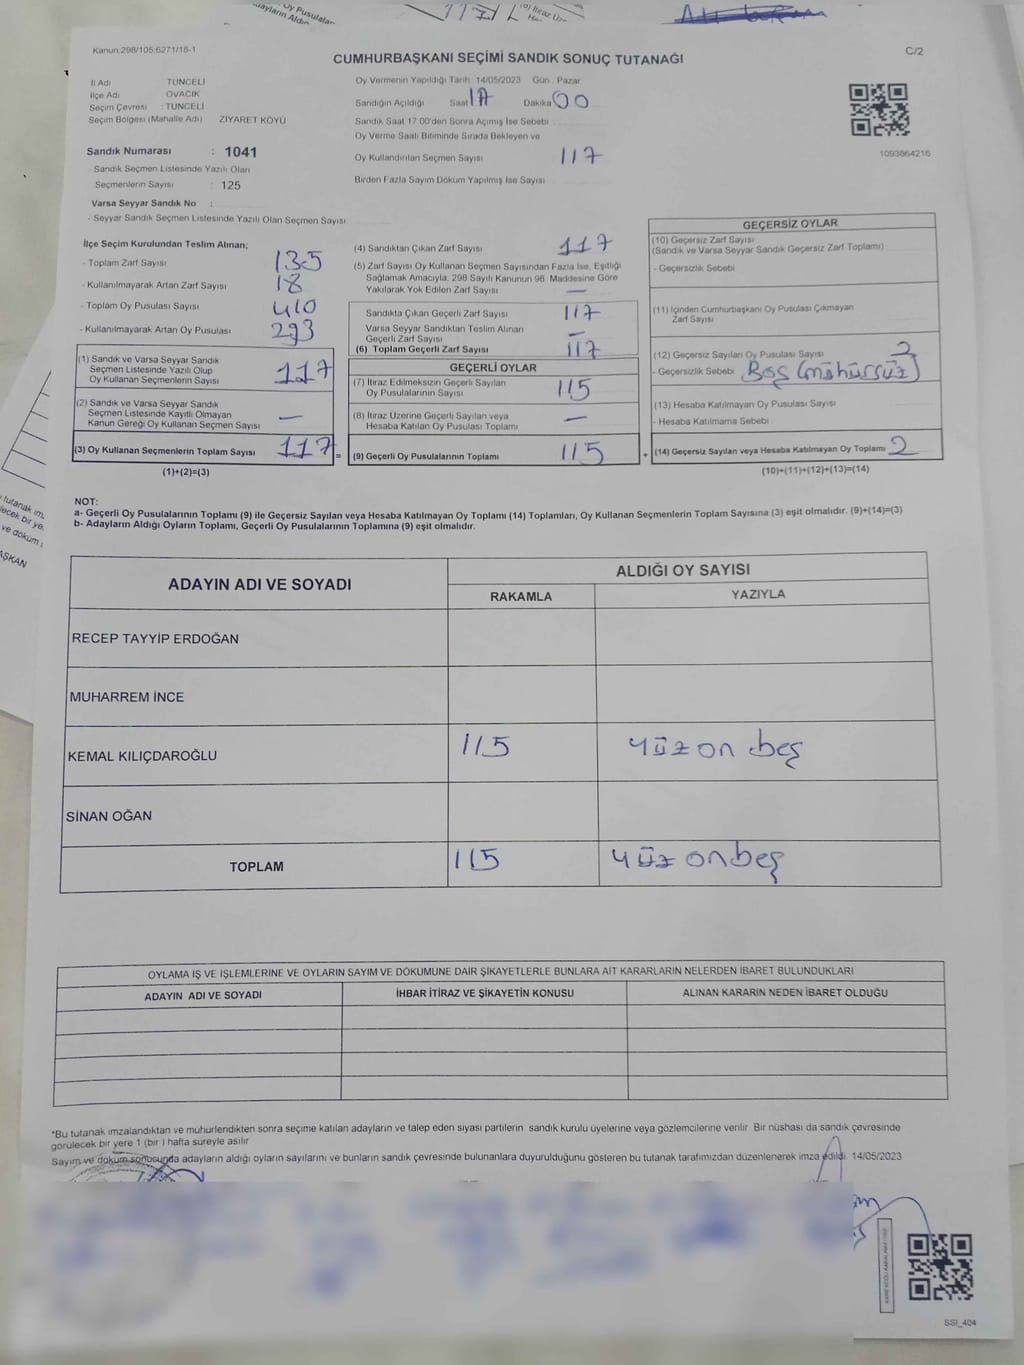 Kanun:298/105;6271/18-1
C/2
CUMHURBAŞKANI SEÇİMİ SANDIK SONUÇ TUTANAĞI
İl Adı TUNCELİ
İlçe Adı OVACIK
Seçim Çevresi : TUNCELİ
Seçim Bölgesi (Mahalle Adı) ZİYARET KÖYÜ
Sandık Numarası : 1041
- Sandık Seçmen Listesinde Yazılı Olan
Seçmenlerin Sayısı : 125
Varsa Seyyar Sandık No :
- Seyyar Sandık Seçmen Listesinde Yazılı Olan Seçmen Sayısı
Oy Vermenin Yapıldığı Tarih 14/05/2023 Gün : Pazar
Sandığın Açıldığı Saat 17 Dakika 00
Sandık Saat 17:00'den Sonra Açılmış İse Sebebi
Oy Verme Saati Bitiminde Sırada Bekleyen ve
Oy Kullandırılan Seçmen Sayısı 117
Birden Fazla Sayım Döküm Yapılmış İse Sayısı
1093864216
İlçe Seçim Kurulundan Teslim Alınan;
- Toplam Zarf Sayısı 135
- Kullanılmayarak Artan Zarf Sayısı 18
- Toplam Oy Pusulası Sayısı 410
- Kullanılmayarak Artan Oy Pusulası 293
(1) Sandık ve Varsa Seyyar Sandık
Seçmen Listesinde Yazılı Olup
Oy Kullanan Seçmenlerin Sayısı 117
(2) Sandık ve Varsa Seyyar Sandık
Seçmen Listesinde Kayıtlı Olmayan
Kanun Gereği Oy Kullanan Seçmen Sayısı —
(3) Oy Kullanan Seçmenlerin Toplam Sayısı 117 =
(1)+(2)=(3)
(4) Sandıktan Çıkan Zarf Sayısı 117
(5) Zarf Sayısı Oy Kullanan Seçmen Sayısından Fazla İse, Eşitliği
Sağlamak Amacıyla; 298 Sayılı Kanunun 98. Maddesine Göre
Yakılarak Yok Edilen Zarf Sayısı —
Sandıkta Çıkan Geçerli Zarf Sayısı 117
Varsa Seyyar Sandıktan Teslim Alınan
Geçerli Zarf Sayısı —
(6) Toplam Geçerli Zarf Sayısı 117
GEÇERLİ OYLAR
(7) İtiraz Edilmeksizin Geçerli Sayılan
Oy Pusulalarının Sayısı 115
(8) İtiraz Üzerine Geçerli Sayılan veya
Hesaba Katılan Oy Pusulası Toplamı —
(9) Geçerli Oy Pusulalarının Toplamı 115 +
GEÇERSİZ OYLAR
(10) Geçersiz Zarf Sayısı
(Sandık ve Varsa Seyyar Sandık Geçersiz Zarf Toplamı)
- Geçersizlik Sebebi
(11) İçinden Cumhurbaşkanı Oy Pusulası Çıkmayan
Zarf Sayısı
(12) Geçersiz Sayılan Oy Pusulası Sayısı 2
- Geçersizlik Sebebi Boş (mühürsüz)
(13) Hesaba Katılmayan Oy Pusulası Sayısı
- Hesaba Katılmama Sebebi
(14) Geçersiz Sayılan veya Hesaba Katılmayan Oy Toplamı 2
(10)+(11)+(12)+(13)=(14)
NOT:
a- Geçerli Oy Pusulalarının Toplamı (9) ile Geçersiz Sayılan veya Hesaba Katılmayan Oy Toplamı (14) Toplamları, Oy Kullanan Seçmenlerin Toplam Sayısına (3) eşit olmalıdır. (9)+(14)=(3)
b- Adayların Aldığı Oyların Toplamı, Geçerli Oy Pusulalarının Toplamına (9) eşit olmalıdır.
ADAYIN ADI VE SOYADI
ALDIĞI OY SAYISI
RAKAMLA YAZIYLA
RECEP TAYYİP ERDOĞAN
MUHARREM İNCE
KEMAL KILIÇDAROĞLU 115 yüz on beş
SİNAN OĞAN
TOPLAM 115 yüz onbeş
OYLAMA İŞ VE İŞLEMLERİNE VE OYLARIN SAYIM VE DÖKÜMÜNE DAİR ŞİKAYETLERLE BUNLARA AİT KARARLARIN NELERDEN İBARET BULUNDUKLARI
ADAYIN ADI VE SOYADI İHBAR İTİRAZ VE ŞİKAYETİN KONUSU ALINAN KARARIN NEDEN İBARET OLDUĞU
*Bu tutanak imzalandıktan ve mühürlendikten sonra seçime katılan adayların ve talep eden siyasi partilerin sandık kurulu üyelerine veya gözlemcilerine verilir. Bir nüshası da sandık çevresinde
görülecek bir yere 1 (bir ) hafta süreyle asılır.
Sayım ve döküm sonucunda adayların aldığı oyların sayılarını ve bunların sandık çevresinde bulunanlara duyurulduğunu gösteren bu tutanak tarafımızdan düzenlenerek imza edildi. 14/05/2023
SSI_404